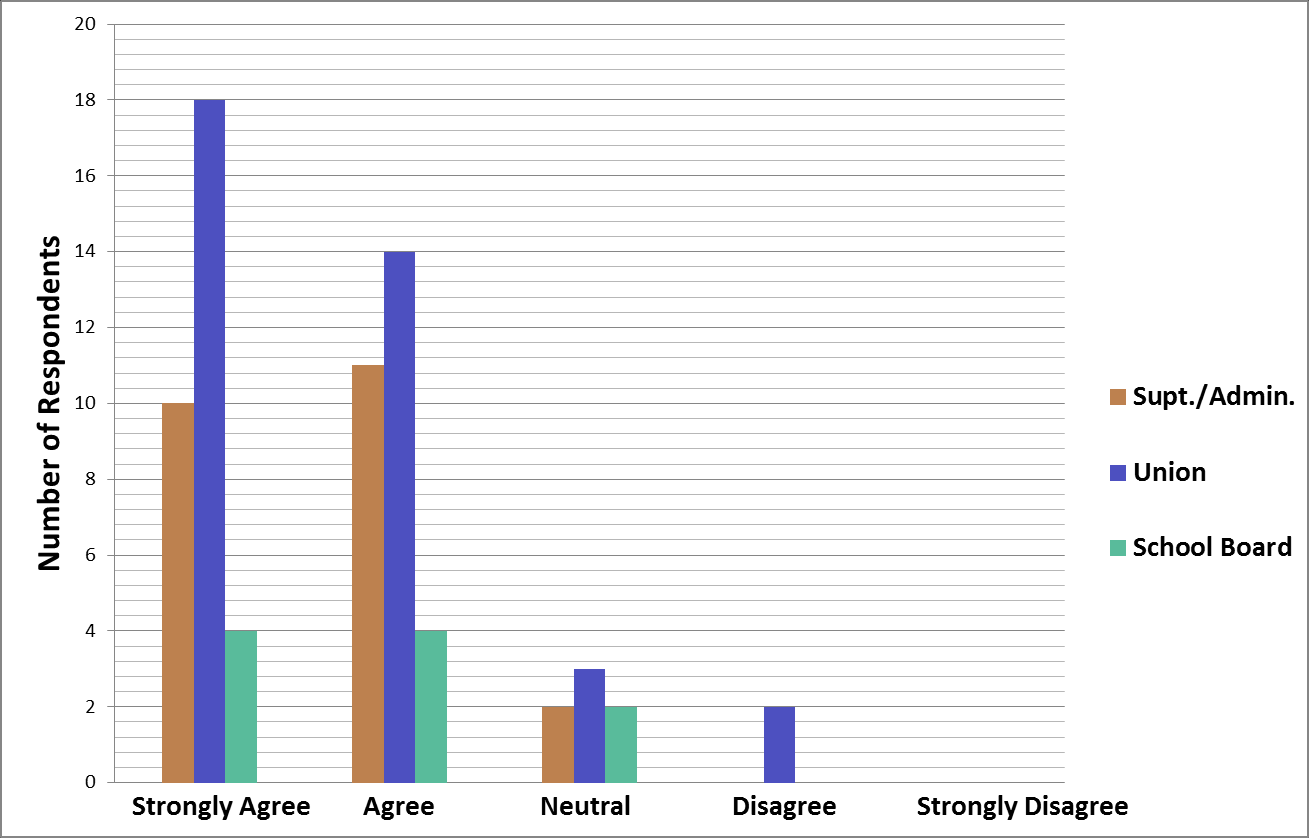 20
18
16
14
12
10
8
6
4
2
0
Number of Respondents
Strongly Agree
Agree
Neutral
Disagree
Strongly Disagree
Supt./Admin.
Union
School Board